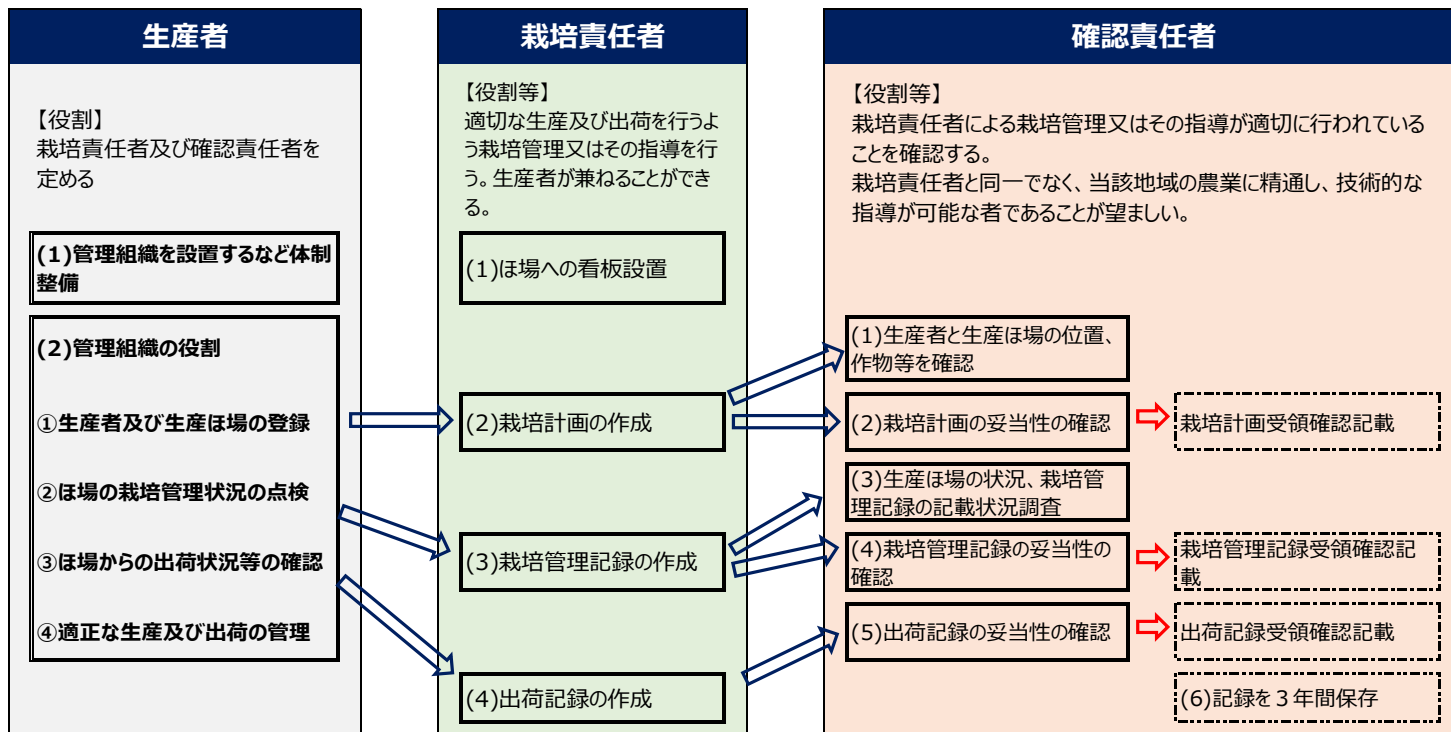 生産者
【役割】
栽培責任者及び確認責任者を
定める
(1)管理組織を設置するなど体制
整備
(2)管理組織の役割
①生産者及び生産ほ場の登録
②ほ場の栽培管理状況の点検
③ほ場からの出荷状況等の確認
④適正な生産及び出荷の管理
栽培責任者
【役割等】
適切な生産及び出荷を行うよ
う栽培管理又はその指導を行
う。生産者が兼ねることができ
る。
(1)ほ場への看板設置
(2)栽培計画の作成
(3)栽培管理記録の作成
(4)出荷記録の作成
確認責任者
【役割等】
栽培責任者による栽培管理又はその指導が適切に行われている
ことを確認する。
栽培責任者と同一でなく、当該地域の農業に精通し、技術的な
指導が可能な者であることが望ましい。
(1)生産者と生産ほ場の位置、
作物等を確認
(2)栽培計画の妥当性の確認
栽培計画受領確認記載
(3)生産ほ場の状況、栽培管
理記録の記載状況調査
(4)栽培管理記録の妥当性の
確認
栽培管理記録受領確認記
載
(5)出荷記録の妥当性の確認
出荷記録受領確認記載
(6)記録を３年間保存